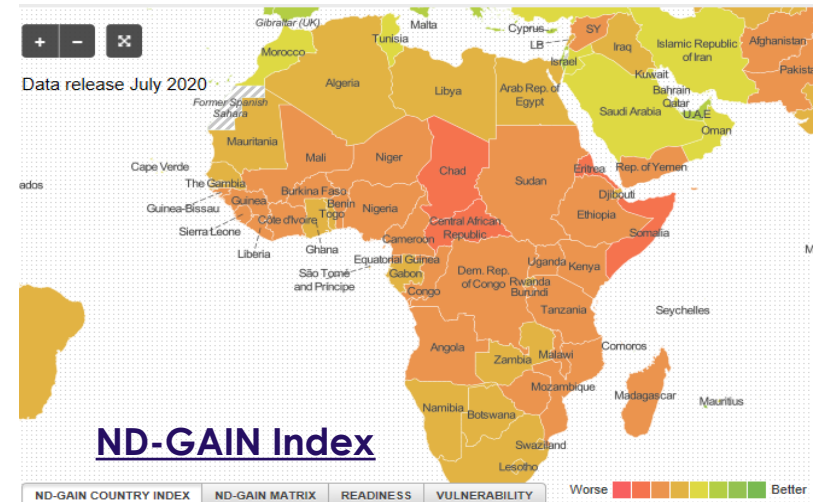 + −
Data release July 2020
Gibraltar (UK)
Malta
Cyprus
LB
SY
Iraq
Islamic Republic
of Iran
Afghanistan
Pakista
Morocco
Tunisia
Israel
Kuwait
Bahrain
Qatar
U.A.E
Oman
Algeria
Libya
Arab Rep. of
Egypt
Saudi Arabia
Former Spanish
Sahara
Mauritania
Mali
Niger
Chad
Sudan
Eritrea
Rep. of Yemen
Cape Verde
ados
The Gambia
Guinea-Bissau
Guinea
Sierra Leone
Liberia
Burkina Faso
Côte d'Ivoire
Ghana
Togo
Benin
Nigeria
Djibouti
Ethiopia
Somalia
Central African
Republic
Cameroon
Equatorial Guinea
São Tomé
and Príncipe
Gabon
Congo
Dem. Rep.
of Congo
Uganda
Kenya
Rwanda
Burundi
Tanzania
Seychelles
M
Angola
Zambia
Malawi
Comoros
Mozambique
Madagascar
Mauritius
Namibia
Botswana
Swaziland
Lesotho
ND-GAIN Index
ND-GAIN COUNTRY INDEX
ND-GAIN MATRIX
READINESS
VULNERABILITY
Worse
Better